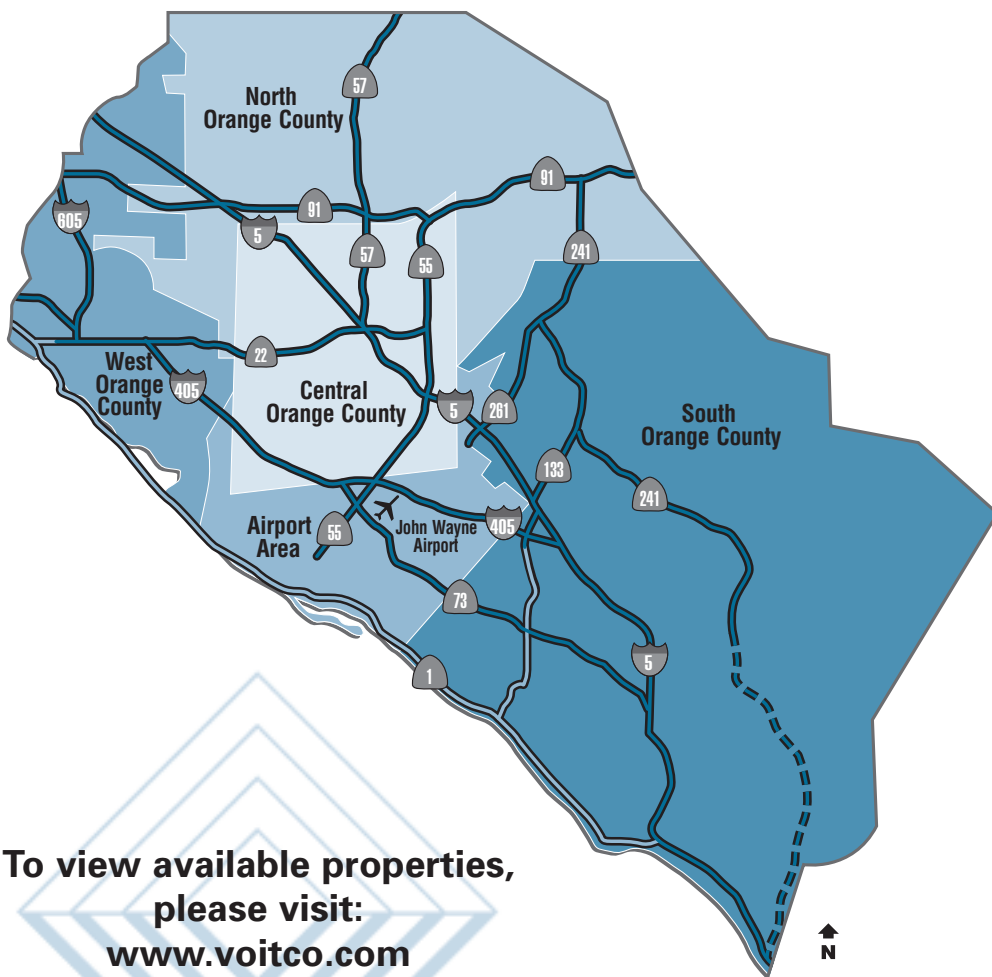 57
North
Orange County
91
91
605
5
57
55
241
22
West
Orange
County
405
Central
Orange County
5
261
South
Orange County
133
241
Airport
Area
55
John Wayne
Airport
405
73
5
1
To view available properties,
please visit:
www.voitco.com
N